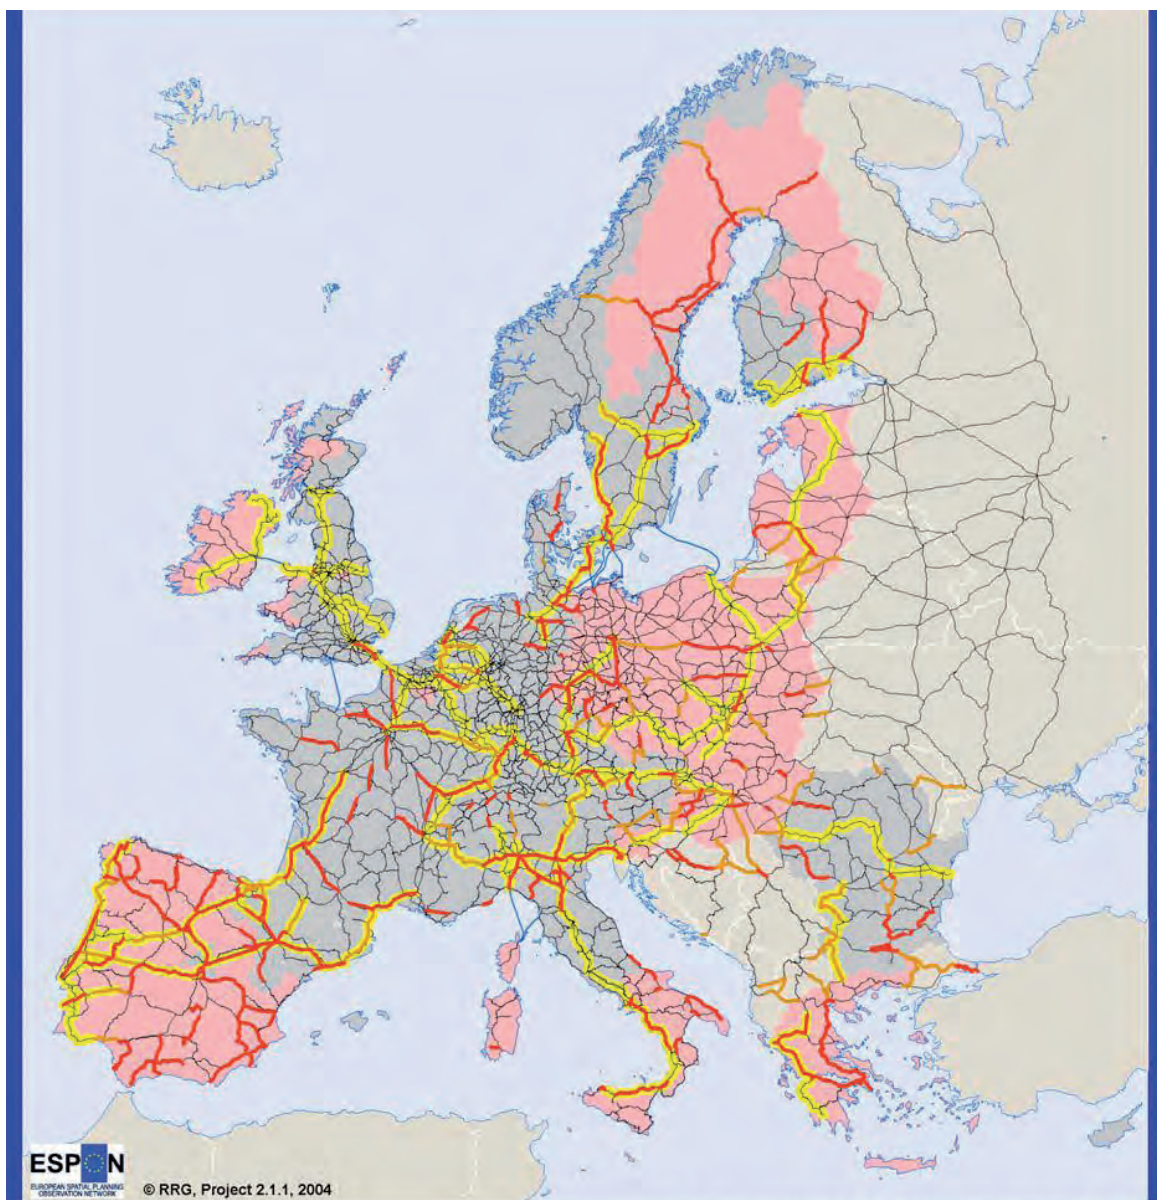 ESPON
EUROPEAN SPATIAL PLANNING
OBSERVATION NETWORK
© RRG, Project 2.1.1, 2004